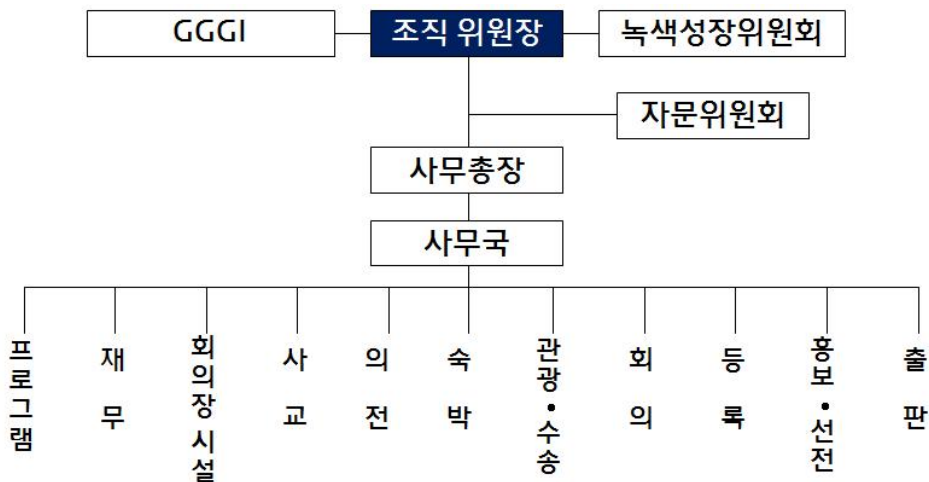 GGGI
조직 위원장
녹색성장위원회
자문위원회
사무총장
사무국
프로그램
재 무
회의장 시설
사 교
의 전
숙 박
관광•수송
회 의
등 록
홍보•선전
출 판